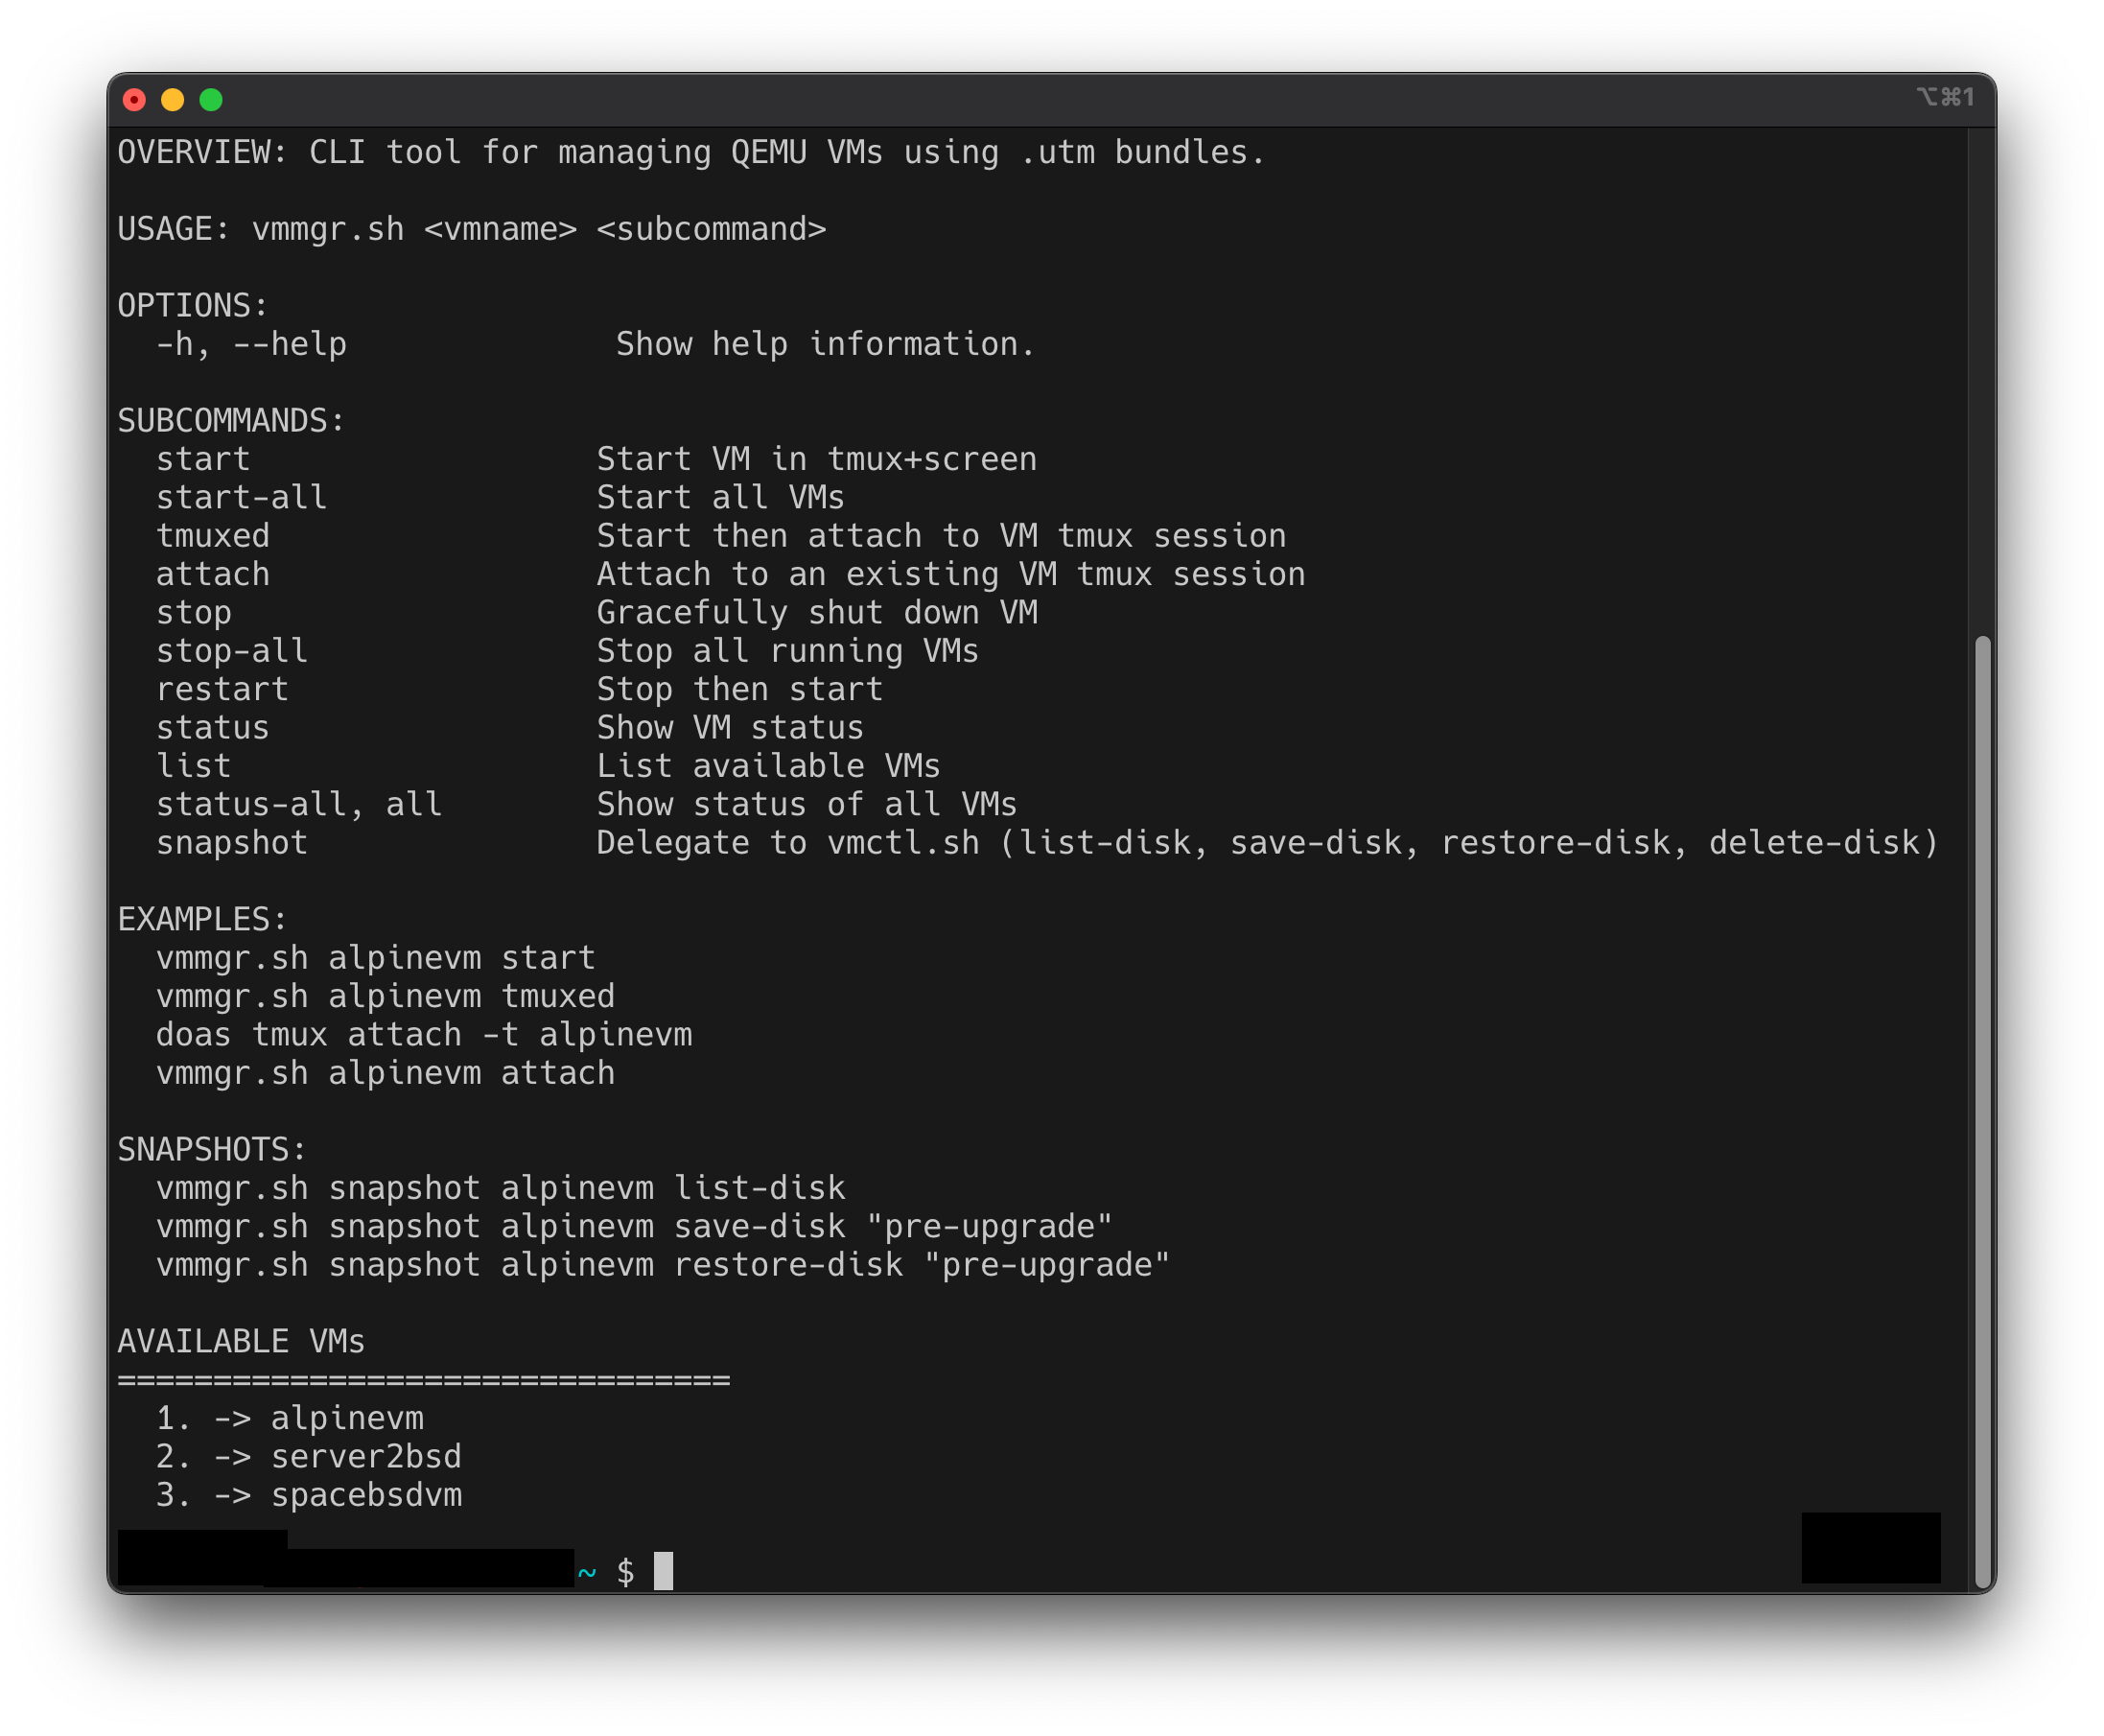 ⌥⌘1
OVERVIEW: CLI tool for managing QEMU VMs using .utm bundles.
USAGE: vmmgr.sh <vmname> <subcommand>
OPTIONS:
  -h, --help              Show help information.
SUBCOMMANDS:
  start                  Start VM in tmux+screen
  start-all              Start all VMs
  tmuxed                 Start then attach to VM tmux session
  attach                 Attach to an existing VM tmux session
  stop                   Gracefully shut down VM
  stop-all               Stop all running VMs
  restart                Stop then start
  status                 Show VM status
  list                   List available VMs
  status-all, all        Show status of all VMs
  snapshot               Delegate to vmctl.sh (list-disk, save-disk, restore-disk, delete-disk)
EXAMPLES:
  vmmgr.sh alpinevm start
  vmmgr.sh alpinevm tmuxed
  doas tmux attach -t alpinevm
  vmmgr.sh alpinevm attach
SNAPSHOTS:
  vmmgr.sh snapshot alpinevm list-disk
  vmmgr.sh snapshot alpinevm save-disk "pre-upgrade"
  vmmgr.sh snapshot alpinevm restore-disk "pre-upgrade"
AVAILABLE VMs
================================
  1. -> alpinevm
  2. -> server2bsd
  3. -> spacebsdvm
~ $